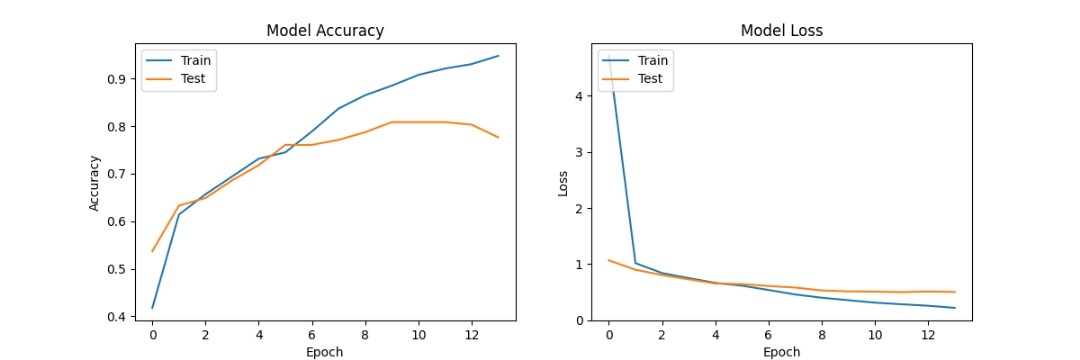 Model Accuracy
Train
Test
0.9
0.8
0.7
0.6
0.5
0.4
Accuracy
0 2 4 6 8 10 12
Epoch
Model Loss
Train
Test
4
3
2
1
0
Loss
0 2 4 6 8 10 12
Epoch